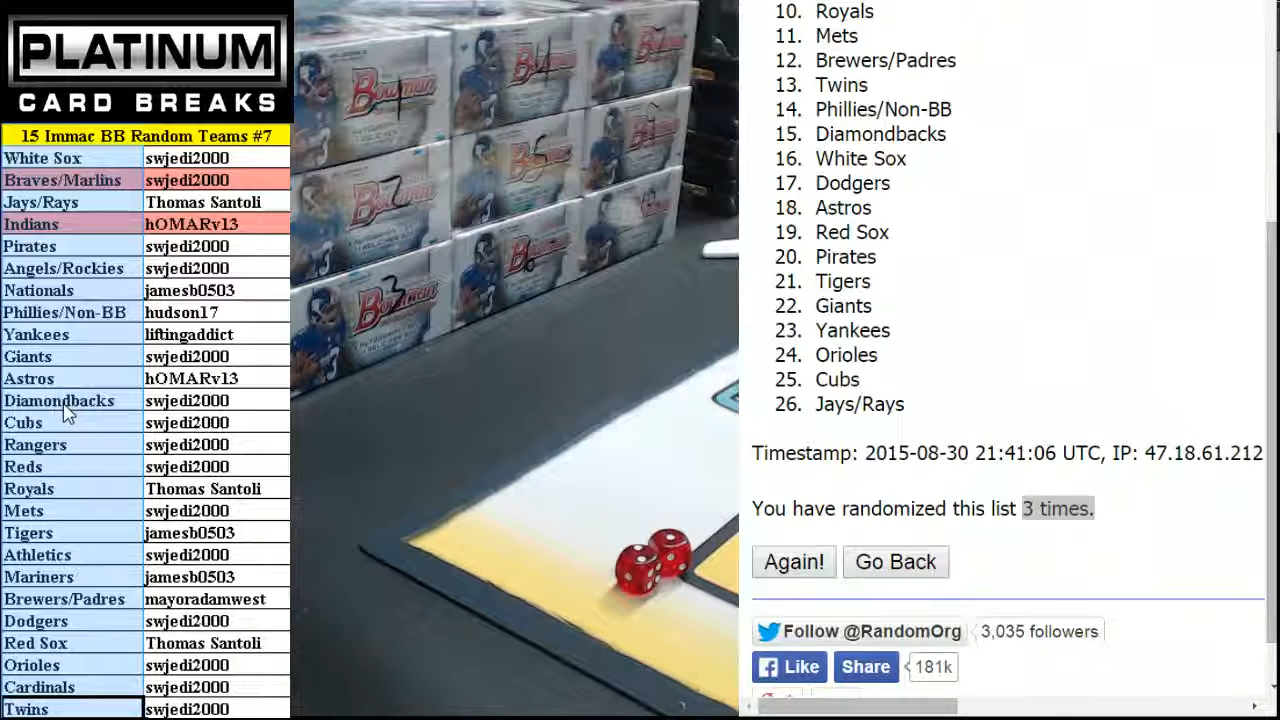 PLATINUM
CARD BREAKS
15 Immac BB Random Teams #7
White Sox swjedi2000
Braves/Marlins swjedi2000
Jays/Rays Thomas Santoli
Indians hOMARv13
Pirates swjedi2000
Angels/Rockies swjedi2000
Nationals jamesb0503
Phillies/Non-BB hudson17
Yankees liftingaddict
Giants swjedi2000
Astros hOMARv13
Diamondbacks swjedi2000
Cubs swjedi2000
Rangers swjedi2000
Reds swjedi2000
Royals Thomas Santoli
Mets swjedi2000
Tigers jamesb0503
Athletics swjedi2000
Mariners jamesb0503
Brewers/Padres mayoradamwest
Dodgers swjedi2000
Red Sox Thomas Santoli
Orioles swjedi2000
Cardinals swjedi2000
Twins swjedi2000
Bowman
Bowman
Bowman
Bowman
Bowman
Bowman
Bowman
10. Royals
11. Mets
12. Brewers/Padres
13. Twins
14. Phillies/Non-BB
15. Diamondbacks
16. White Sox
17. Dodgers
18. Astros
19. Red Sox
20. Pirates
21. Tigers
22. Giants
23. Yankees
24. Orioles
25. Cubs
26. Jays/Rays
Timestamp: 2015-08-30 21:41:06 UTC, IP: 47.18.61.212
You have randomized this list 3 times.
Again! Go Back
Follow @RandomOrg 3,035 followers
Like Share 181k